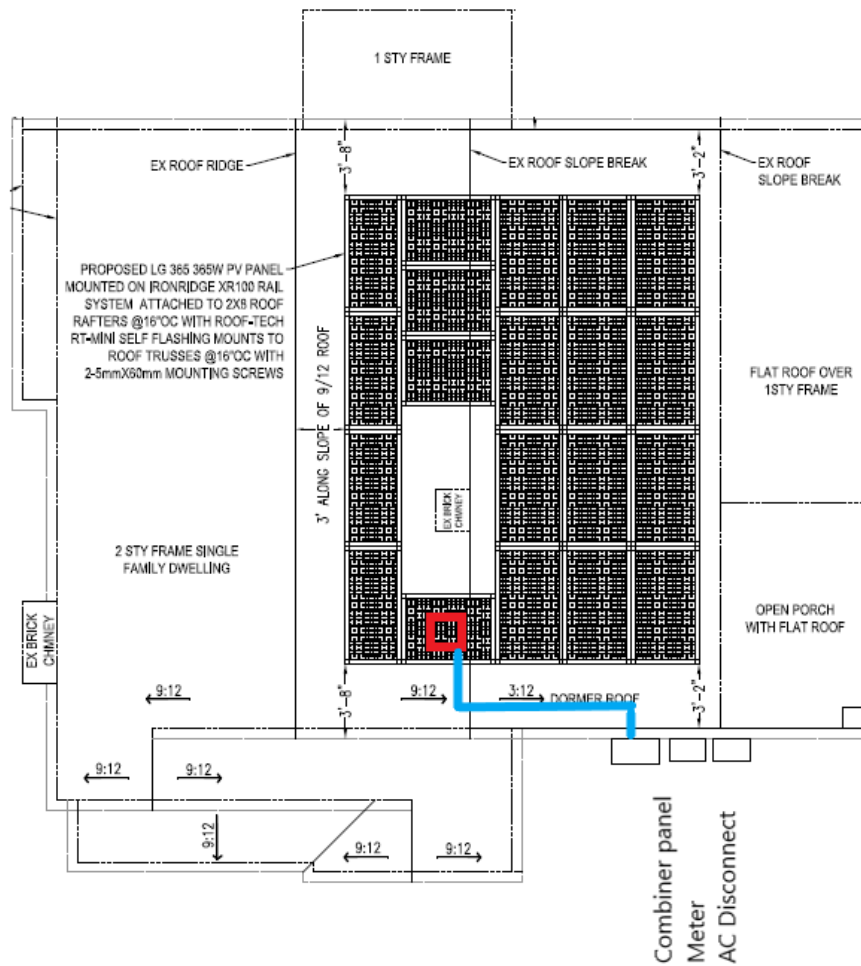 1 STY FRAME
EX ROOF RIDGE
3'-8"
EX ROOF SLOPE BREAK
3'-2"
EX ROOF
SLOPE BREAK
PROPOSED LG 365 365W PV PANEL
MOUNTED ON IRONRIDGE XR100 RAIL
SYSTEM ATTACHED TO 2X8 ROOF
RAFTERS @16"OC WITH ROOF-TECH
RT-MINI SELF FLASHING MOUNTS TO
ROOF TRUSSES @16"OC WITH
2-5mmX60mm MOUNTING SCREWS
3' ALONG SLOPE OF 9/12 ROOF
FLAT ROOF OVER
1STY FRAME
EX BRICK
CHMNEY
2 STY FRAME SINGLE
FAMILY DWELLING
OPEN PORCH
WITH FLAT ROOF
EX BRICK
CHMNEY
9:12
3'-8"
9:12
3:12
DORMER ROOF
3'-2"
9:12
9:12
9:12
9:12
9:12
Combiner panel
Meter
AC Disconnect